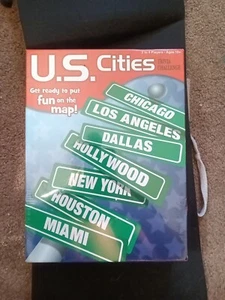 U.S. Cities
Get ready to put
fun on the
map!
CHICAGO
LOS ANGELES
DALLAS
HOLLYWOOD
NEW YORK
HOUSTON
MIAMI